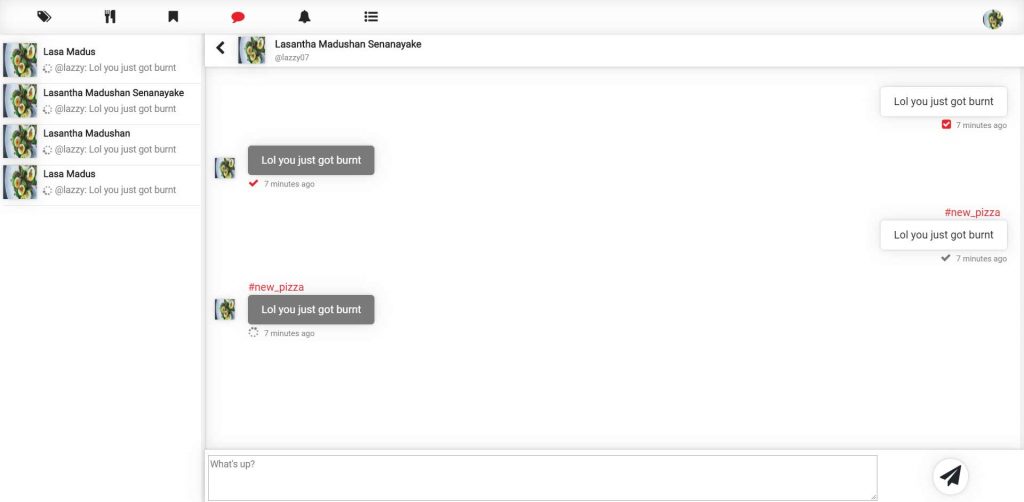 Lasa Madus
@lazzy: Lol you just got burnt
Lasantha Madushan Senanayake
@lazzy: Lol you just got burnt
Lasantha Madushan
@lazzy: Lol you just got burnt
Lasa Madus
@lazzy: Lol you just got burnt
Lasantha Madushan Senanayake
@lazzy07
Lol you just got burnt
7 minutes ago
Lol you just got burnt
7 minutes ago
#new_pizza
Lol you just got burnt
7 minutes ago
#new_pizza
Lol you just got burnt
7 minutes ago
What's up?